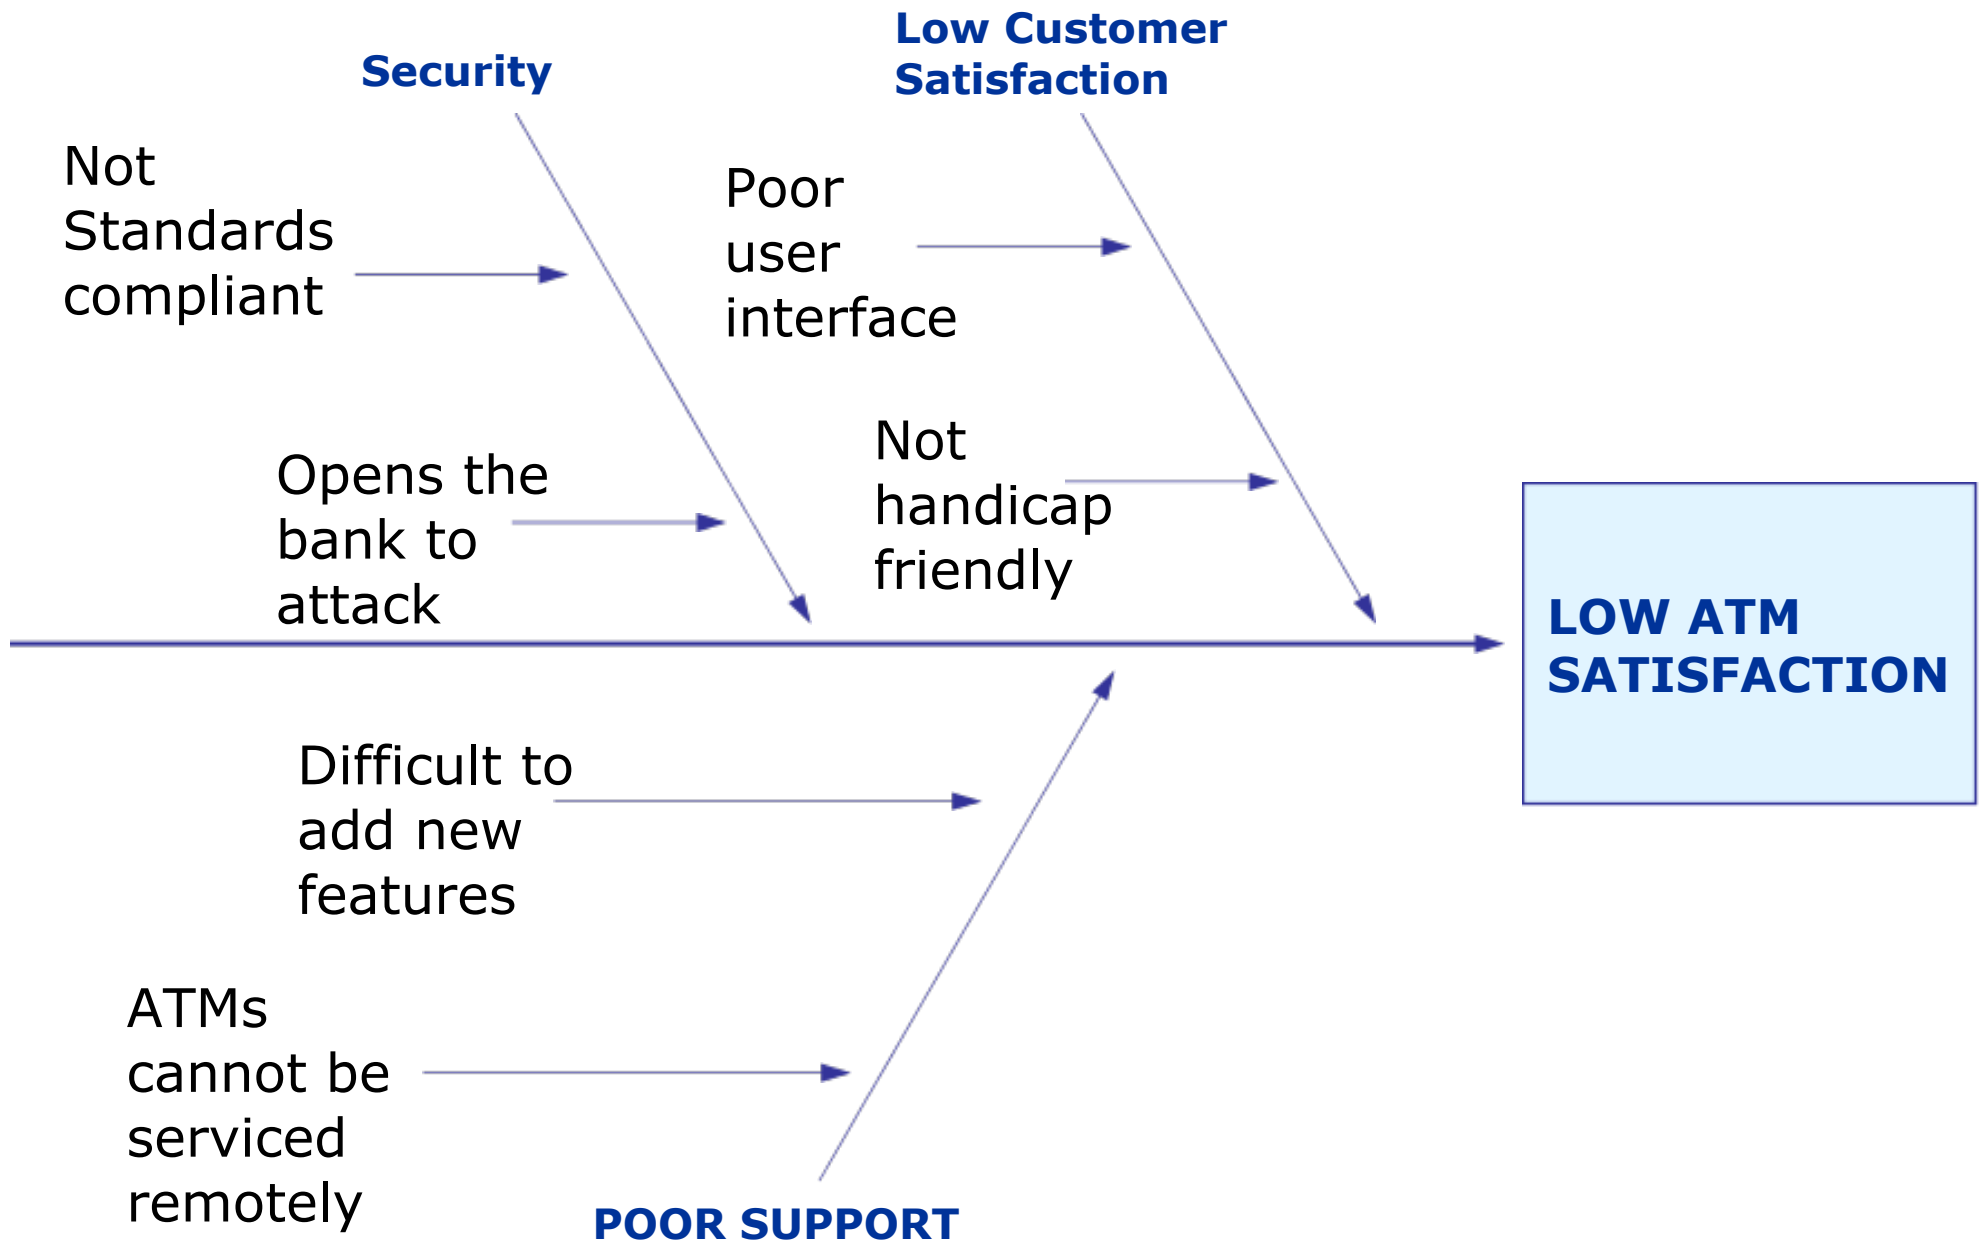 Security
Low Customer
Satisfaction
Not
Standards
compliant
Poor
user
interface
Opens the
bank to
attack
Not
handicap
friendly
LOW ATM
SATISFACTION
Difficult to
add new
features
ATMs
cannot be
serviced
remotely
POOR SUPPORT